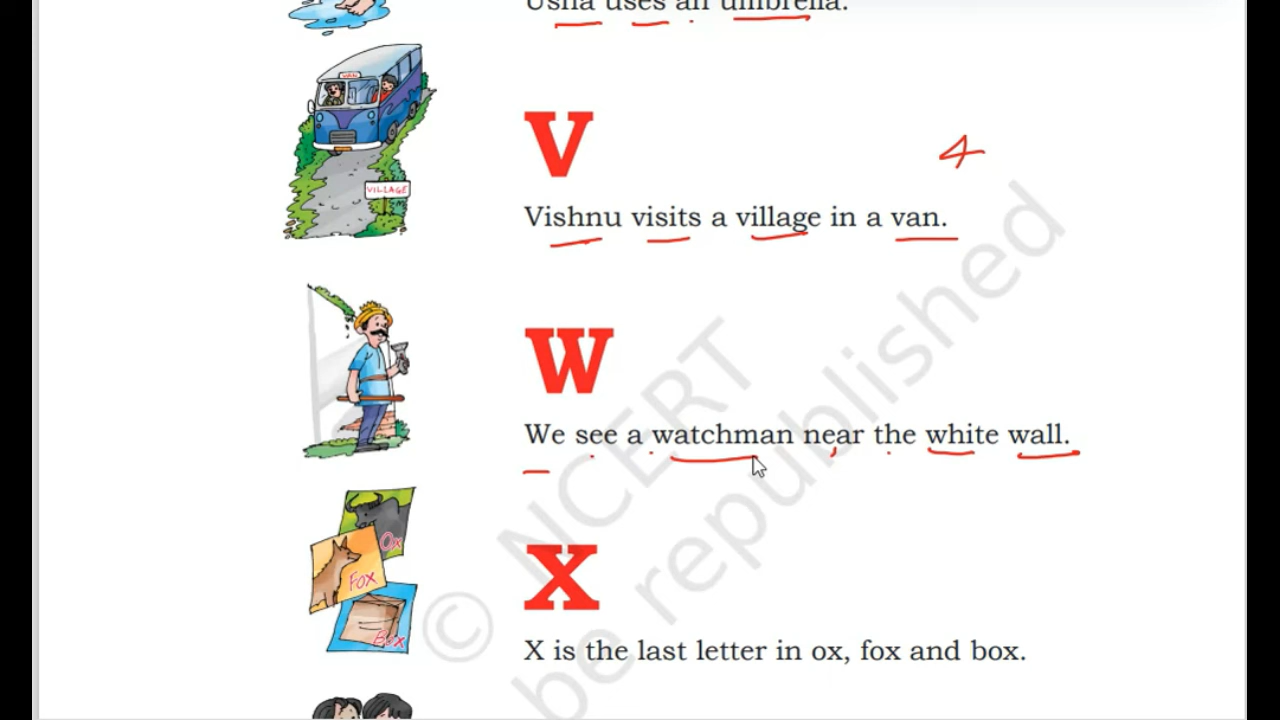 Usha uses an umbrella.
VAN
VILLAGE
V
4
Vishnu visits a village in a van.
W
We see a watchman near the white wall.
Ox
Fox
Box
X
X is the last letter in ox, fox and box.
© NCERT
be republished